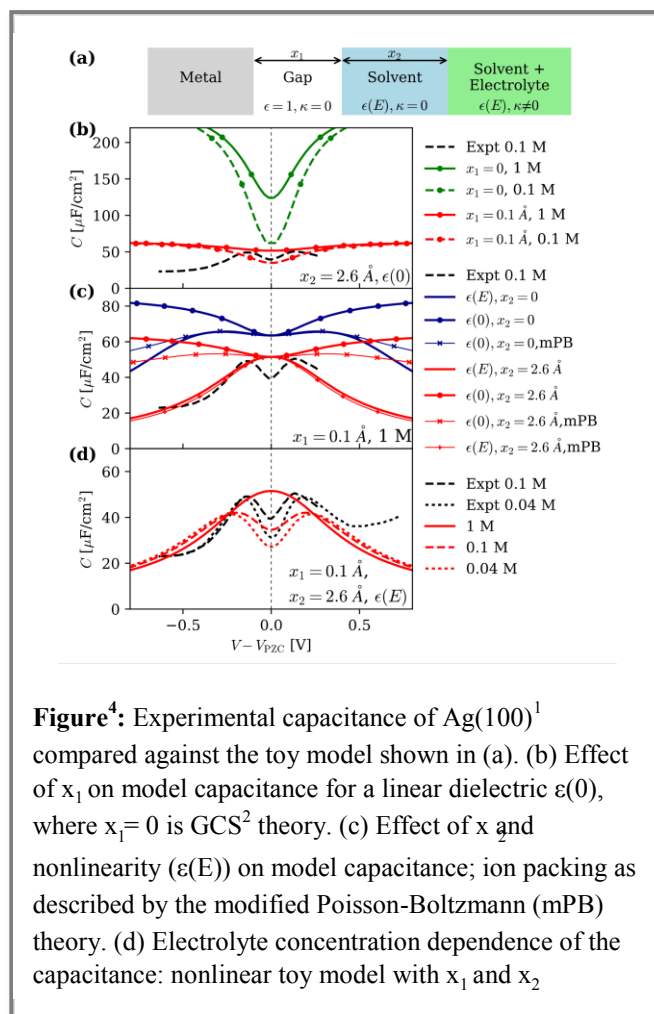 (a)
x₁ x₂
Metal Gap Solvent Solvent +
Electrolyte
ϵ = 1, κ = 0 ϵ(E), κ = 0 ϵ(E), κ≠0
(b)
200
150
100
50
0
C [μF/cm²]
x₂ = 2.6 Å, ϵ(0)
Expt 0.1 M
x₁ = 0, 1 M
x₁ = 0, 0.1 M
x₁ = 0.1 Å, 1 M
x₁ = 0.1 Å, 0.1 M
(c)
80
60
40
20
0
C [μF/cm²]
x₁ = 0.1 Å, 1 M
Expt 0.1 M
ϵ(E), x₂ = 0
ϵ(0), x₂ = 0
ϵ(0), x₂ = 0,mPB
ϵ(E), x₂ = 2.6 Å
ϵ(0), x₂ = 2.6 Å
ϵ(0), x₂ = 2.6 Å,mPB
ϵ(E), x₂ = 2.6 Å,mPB
(d)
60
40
20
0
C [μF/cm²]
x₁ = 0.1 Å,
x₂ = 2.6 Å, ϵ(E)
Expt 0.1 M
Expt 0.04 M
1 M
0.1 M
0.04 M
−0.5 0.0 0.5
V − V_PZC [V]
Figure⁴: Experimental capacitance of Ag(100)¹
compared against the toy model shown in (a). (b) Effect
of x₁ on model capacitance for a linear dielectric ε(0),
where x₁= 0 is GCS² theory. (c) Effect of x₂ and
nonlinearity (ε(E)) on model capacitance; ion packing as
described by the modified Poisson-Boltzmann (mPB)
theory. (d) Electrolyte concentration dependence of the
capacitance: nonlinear toy model with x₁ and x₂